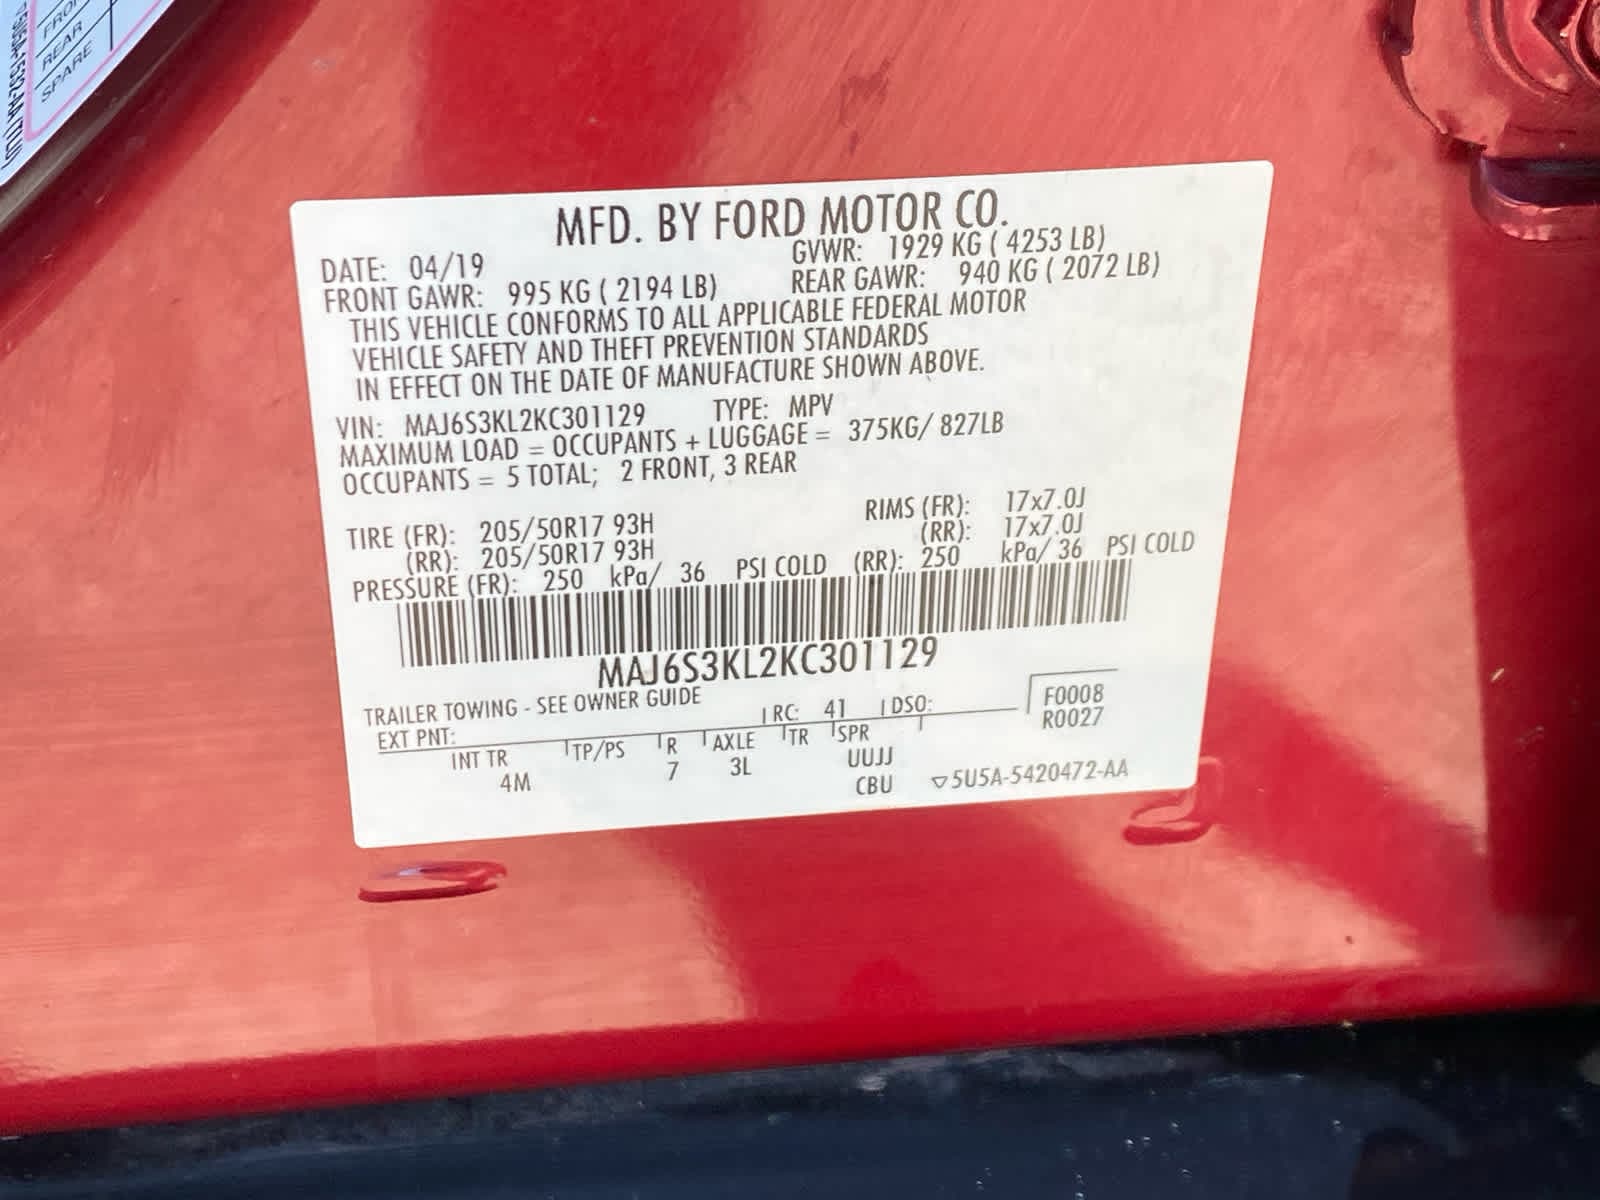 FRONT
REAR
SPARE
MFD. BY FORD MOTOR CO.
DATE: 04/19 GVWR: 1929 KG ( 4253 LB)
FRONT GAWR: 995 KG ( 2194 LB) REAR GAWR: 940 KG ( 2072 LB)
THIS VEHICLE CONFORMS TO ALL APPLICABLE FEDERAL MOTOR
VEHICLE SAFETY AND THEFT PREVENTION STANDARDS
IN EFFECT ON THE DATE OF MANUFACTURE SHOWN ABOVE.
VIN: MAJ6S3KL2KC301129 TYPE: MPV
MAXIMUM LOAD = OCCUPANTS + LUGGAGE = 375KG/ 827LB
OCCUPANTS = 5 TOTAL; 2 FRONT, 3 REAR
TIRE (FR): 205/50R17 93H RIMS (FR): 17x7.0J
(RR): 205/50R17 93H (RR): 17x7.0J
PRESSURE (FR): 250 kPa/ 36 PSI COLD (RR): 250 kPa/ 36 PSI COLD
MAJ6S3KL2KC301129
TRAILER TOWING - SEE OWNER GUIDE
EXT PNT: RC: 41 DSO: F0008
R0027
INT TR TP/PS R AXLE TR SPR
4M 7 3L UUJJ
CBU ▽5U5A-5420472-AA